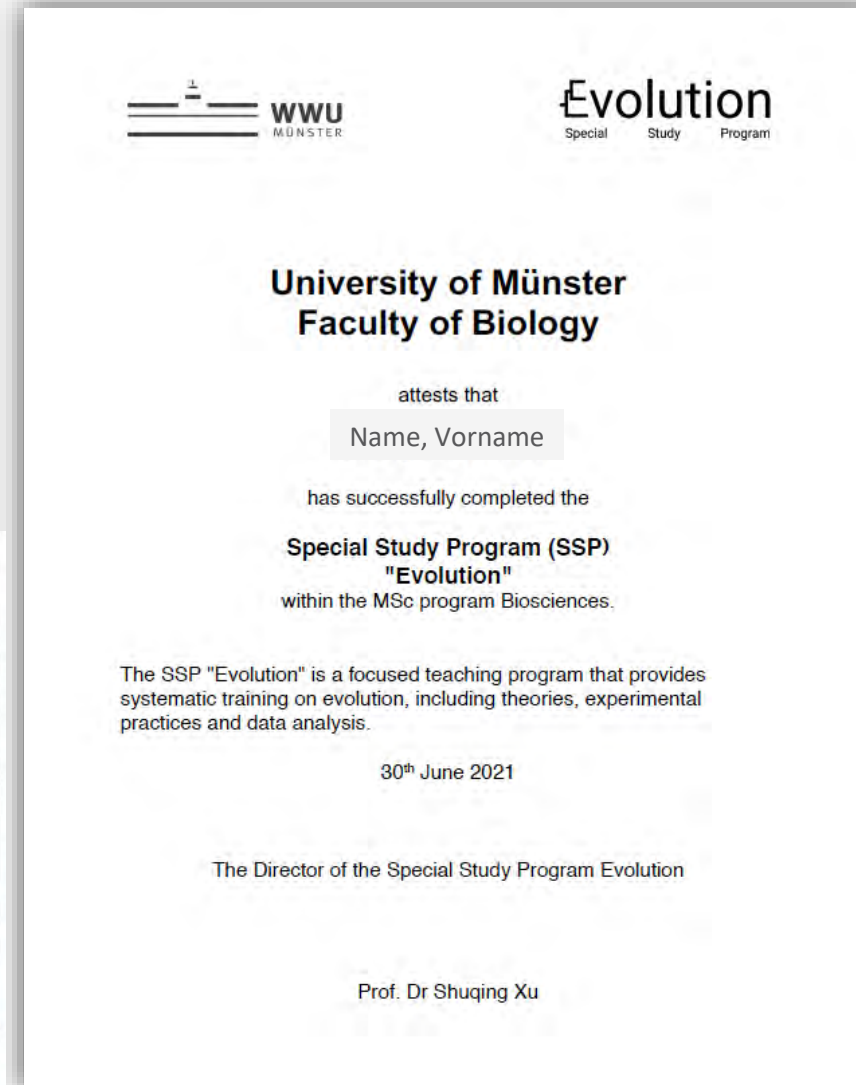 WWU
MÜNSTER
Evolution
Special Study Program
University of Münster
Faculty of Biology
attests that
Name, Vorname
has successfully completed the
Special Study Program (SSP)
"Evolution"
within the MSc program Biosciences.
The SSP "Evolution" is a focused teaching program that provides
systematic training on evolution, including theories, experimental
practices and data analysis.
30th June 2021
The Director of the Special Study Program Evolution
Prof. Dr Shuqing Xu